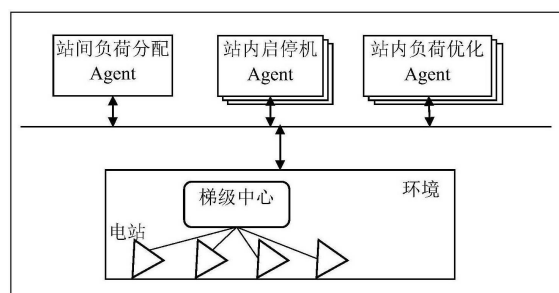 站间负荷分配
Agent
站内启停机
Agent
站内负荷优化
Agent
环境
梯级中心
电站